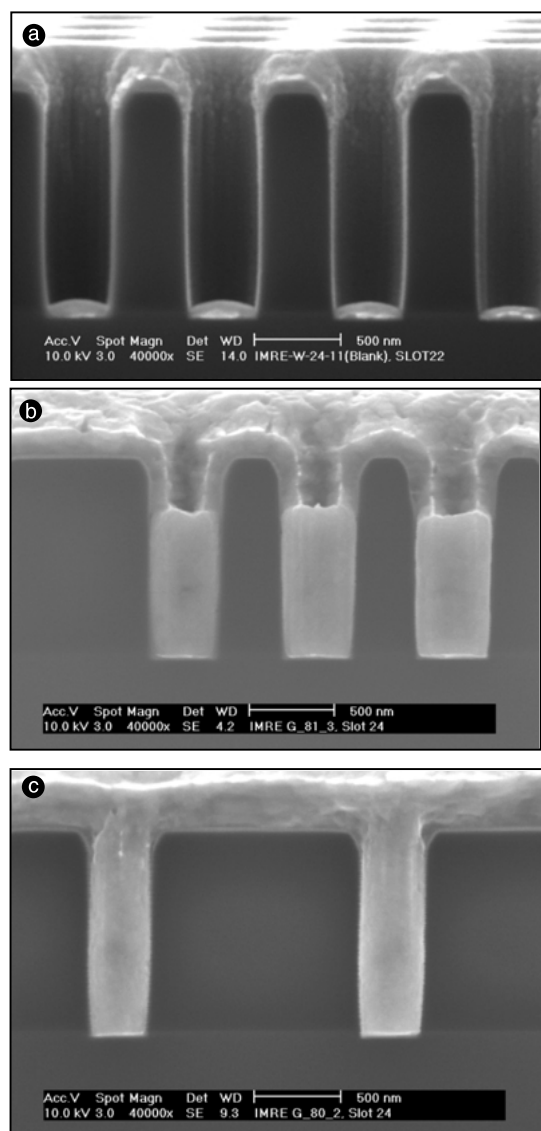 a
Acc.V Spot Magn Det WD 500 nm
10.0 kV 3.0 40000x SE 14.0 IMRE-W-24-11(Blank), SLOT22
b
Acc.V Spot Magn Det WD 500 nm
10.0 kV 3.0 40000x SE 4.2 IMRE G_81_3, Slot 24
c
Acc.V Spot Magn Det WD 500 nm
10.0 kV 3.0 40000x SE 9.3 IMRE G_80_2, Slot 24